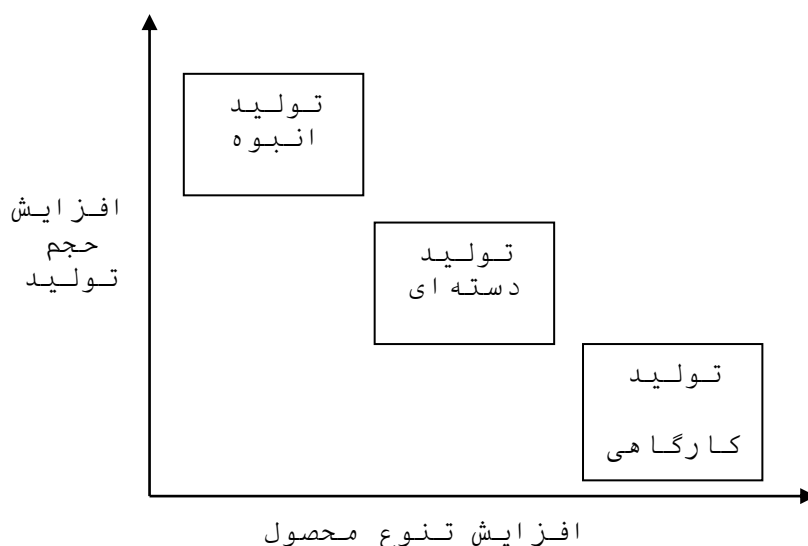 تولید
انبوه
افزایش
حجم
تولید
تولید
دسته ای
تولید
کارگاهی
افزایش تنوع محصول